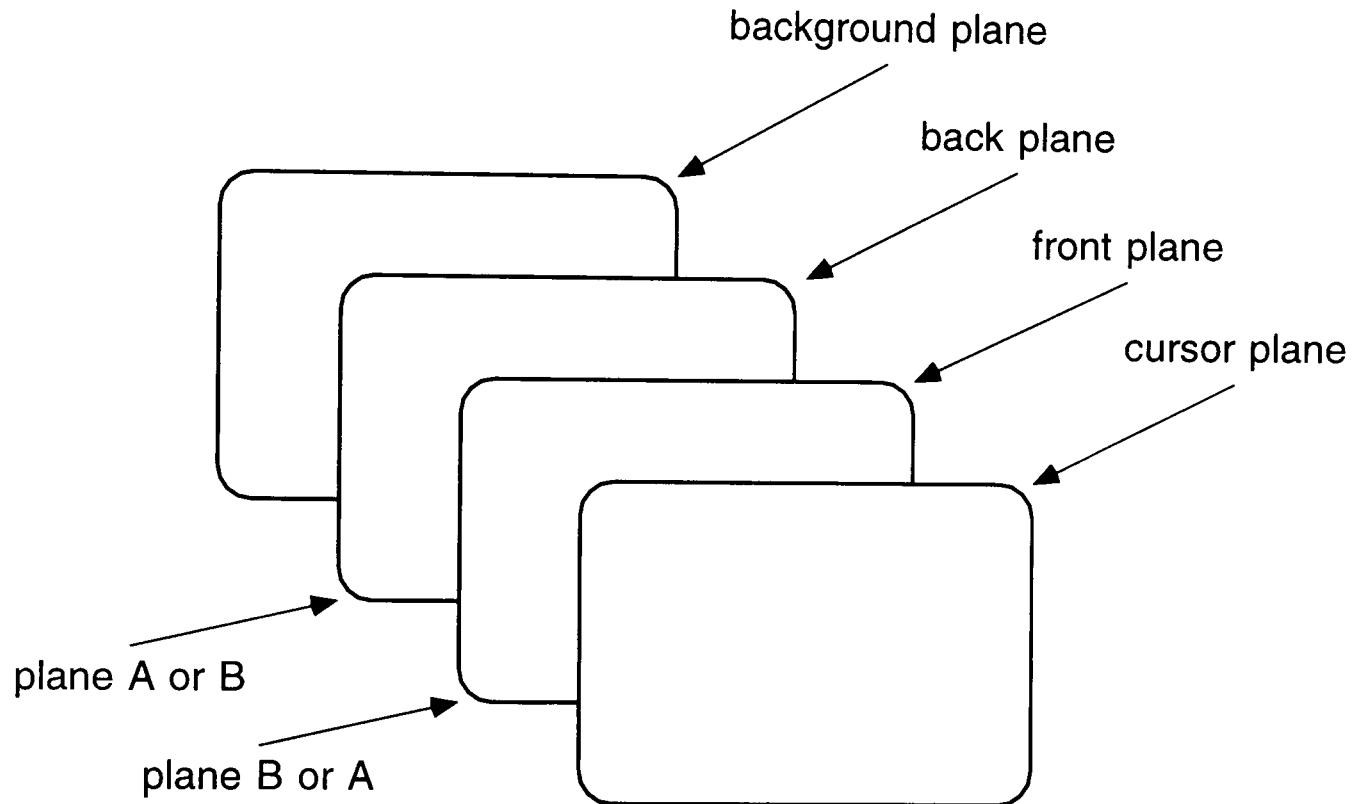 background plane
back plane
front plane
cursor plane
plane A or B
plane B or A